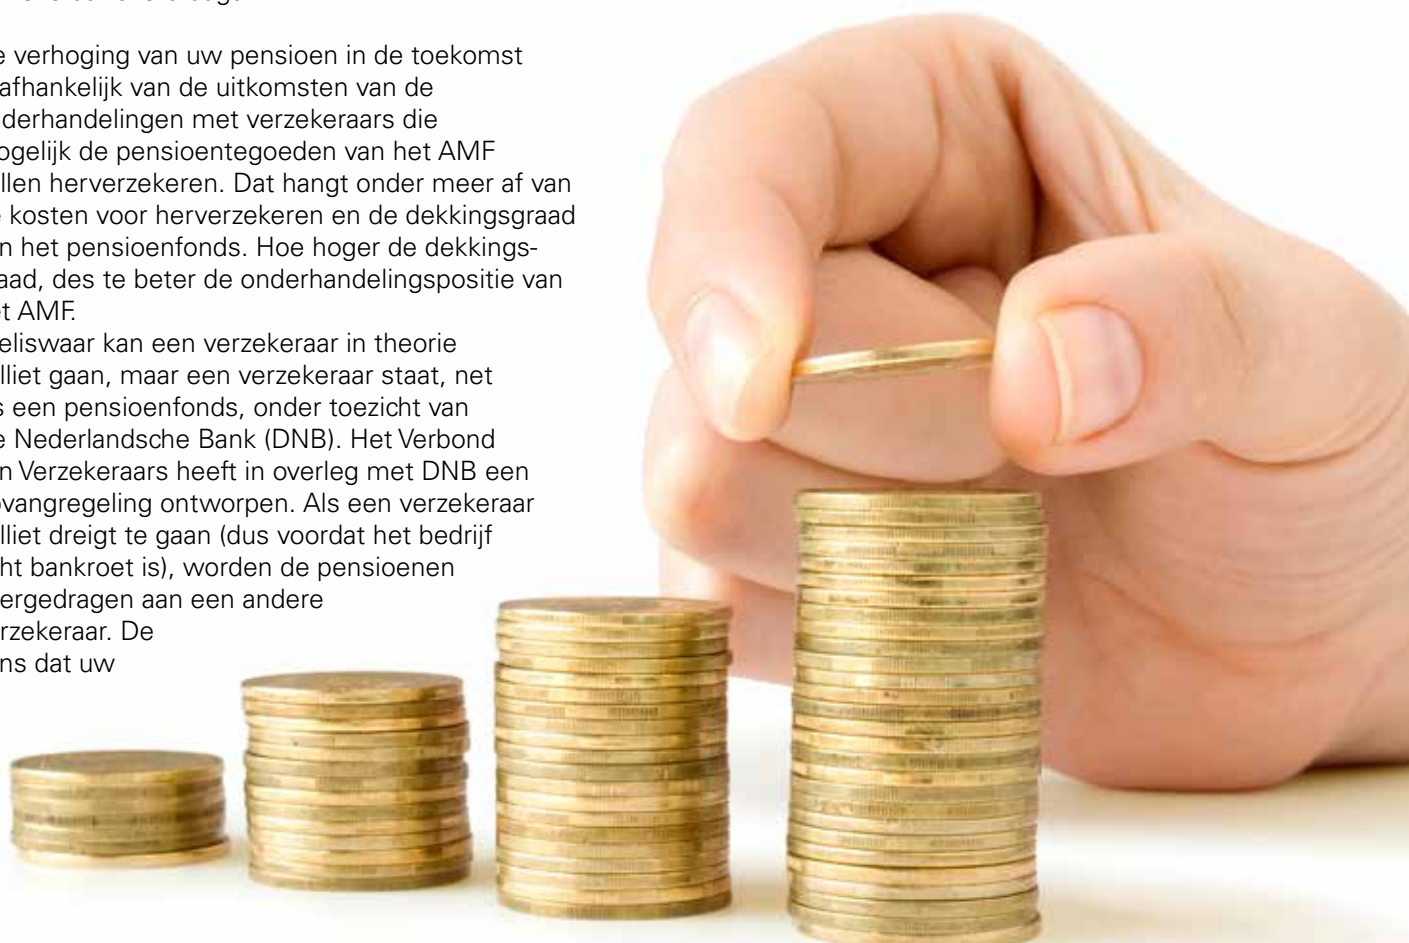 e verhoging van uw pensioen in de toekomst
afhankelijk van de uitkomsten van de
derhandelingen met verzekeraars die
ogelijk de pensioentegoeden van het AMF
llen herverzekeren. Dat hangt onder meer af van
e kosten voor herverzekeren en de dekkingsgraad
n het pensioenfonds. Hoe hoger de dekkings-
aad, des te beter de onderhandelingspositie van
et AMF.
eliswaar kan een verzekeraar in theorie
lliet gaan, maar een verzekeraar staat, net
s een pensioenfonds, onder toezicht van
e Nederlandsche Bank (DNB). Het Verbond
n Verzekeraars heeft in overleg met DNB een
pvangregeling ontworpen. Als een verzekeraar
lliet dreigt te gaan (dus voordat het bedrijf
cht bankroet is), worden de pensioenen
ergedragen aan een andere
rzekeraar. De
ns dat uw